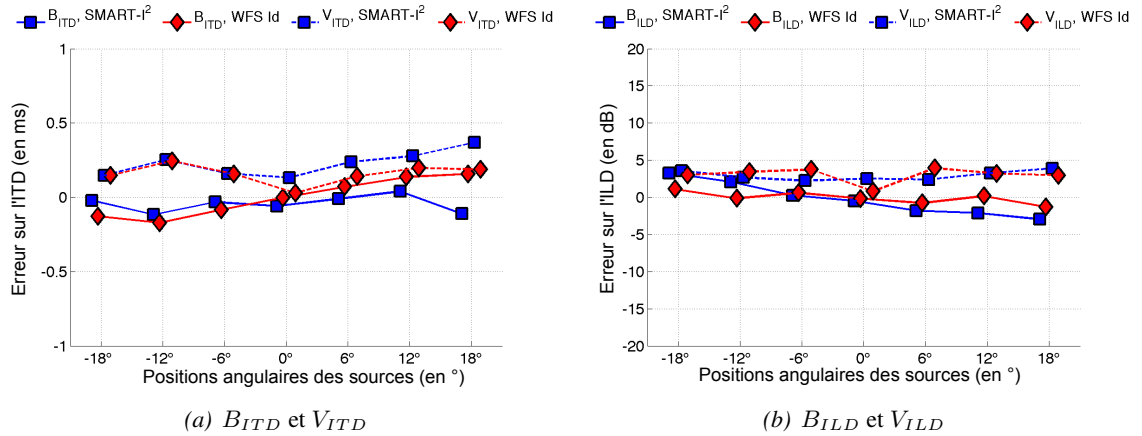 B_ITD, SMART-I² B_ITD, WFS Id V_ITD, SMART-I² V_ITD, WFS Id
1
0.5
0
-0.5
-1
Erreur sur l'ITD (en ms)
-18° -12° -6° 0° 6° 12° 18°
Positions angulaires des sources (en °)
(a) B_ITD et V_ITD
B_ILD, SMART-I² B_ILD, WFS Id V_ILD, SMART-I² V_ILD, WFS Id
20
15
10
5
0
-5
-10
-15
-20
Erreur sur l'ILD (en dB)
-18° -12° -6° 0° 6° 12° 18°
Positions angulaires des sources (en °)
(b) B_ILD et V_ILD